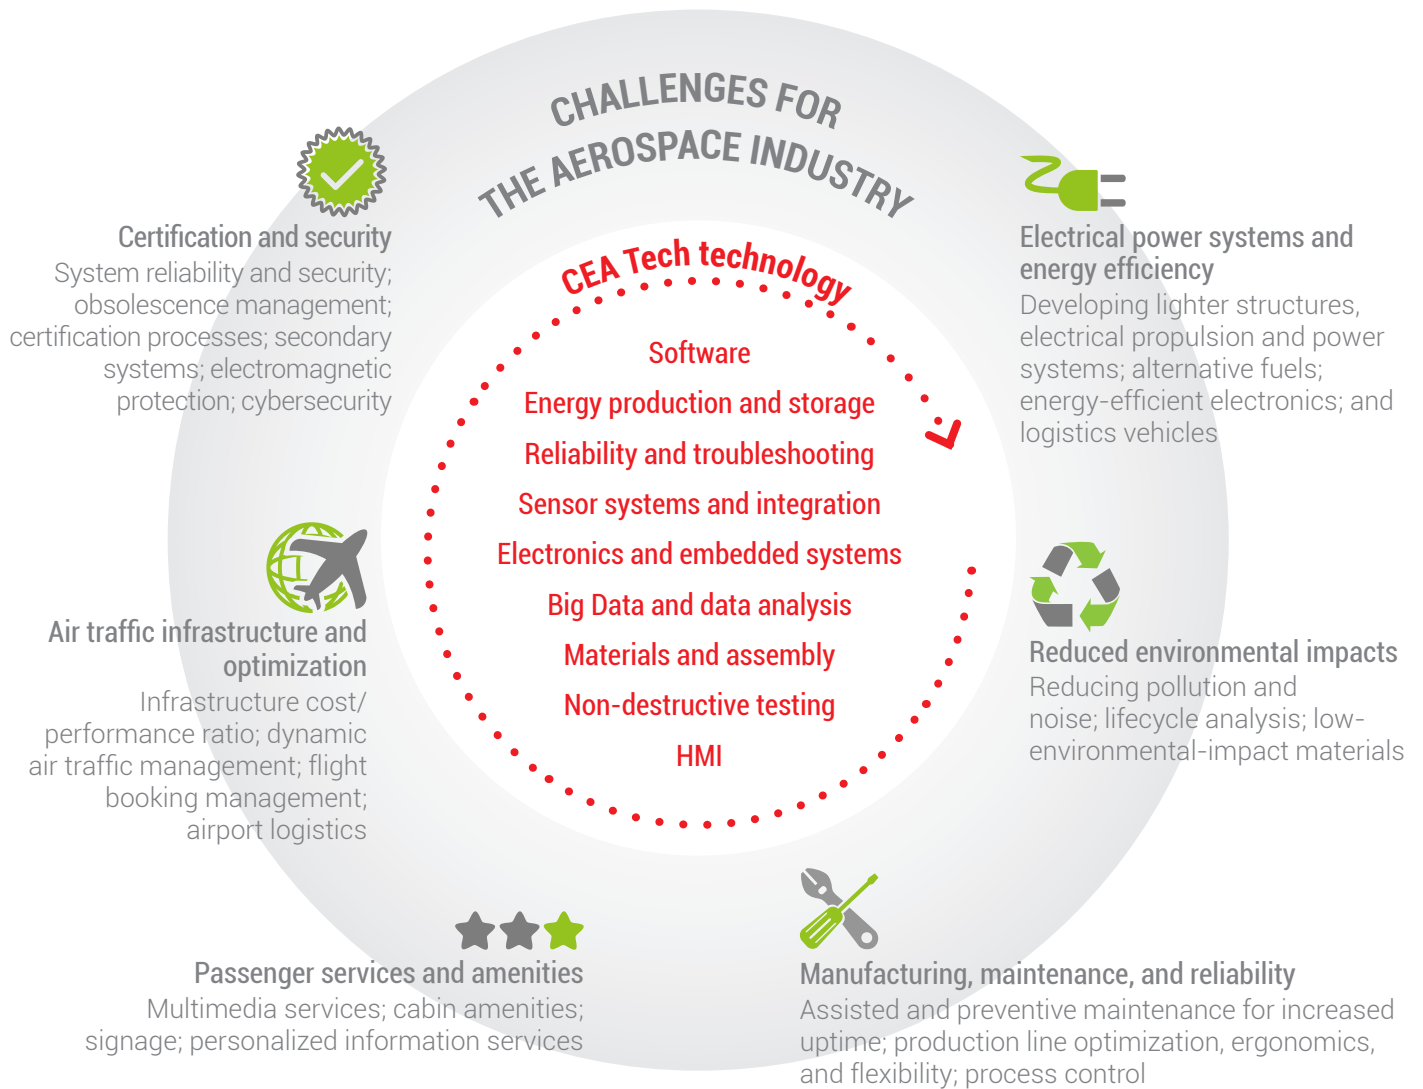 CHALLENGES FOR
THE AEROSPACE INDUSTRY
Certification and security
System reliability and security;
obsolescence management;
certification processes; secondary
systems; electromagnetic
protection; cybersecurity
Electrical power systems and
energy efficiency
Developing lighter structures,
electrical propulsion and power
systems; alternative fuels;
energy-efficient electronics; and
logistics vehicles
CEA Tech technology
Software
Energy production and storage
Reliability and troubleshooting
Sensor systems and integration
Electronics and embedded systems
Big Data and data analysis
Materials and assembly
Non-destructive testing
HMI
Air traffic infrastructure and
optimization
Infrastructure cost/
performance ratio; dynamic
air traffic management; flight
booking management;
airport logistics
Reduced environmental impacts
Reducing pollution and
noise; lifecycle analysis; low-
environmental-impact materials
Passenger services and amenities
Multimedia services; cabin amenities;
signage; personalized information services
Manufacturing, maintenance, and reliability
Assisted and preventive maintenance for increased
uptime; production line optimization, ergonomics,
and flexibility; process control